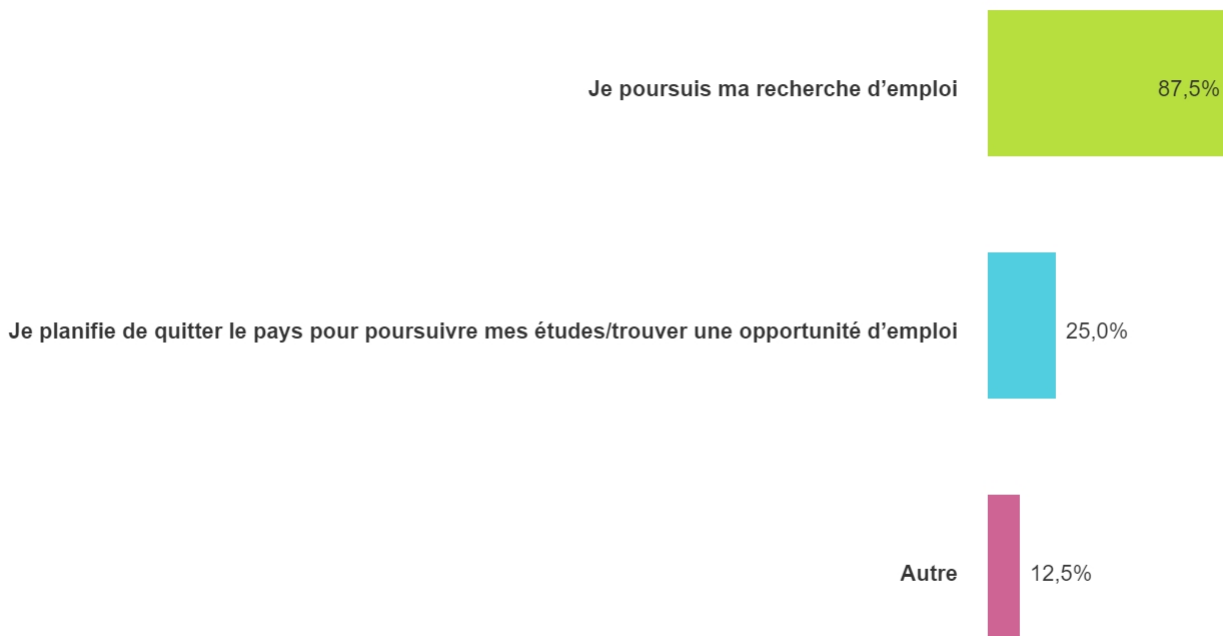 Je poursuis ma recherche d’emploi 87,5%
Je planifie de quitter le pays pour poursuivre mes études/trouver une opportunité d’emploi 25,0%
Autre 12,5%